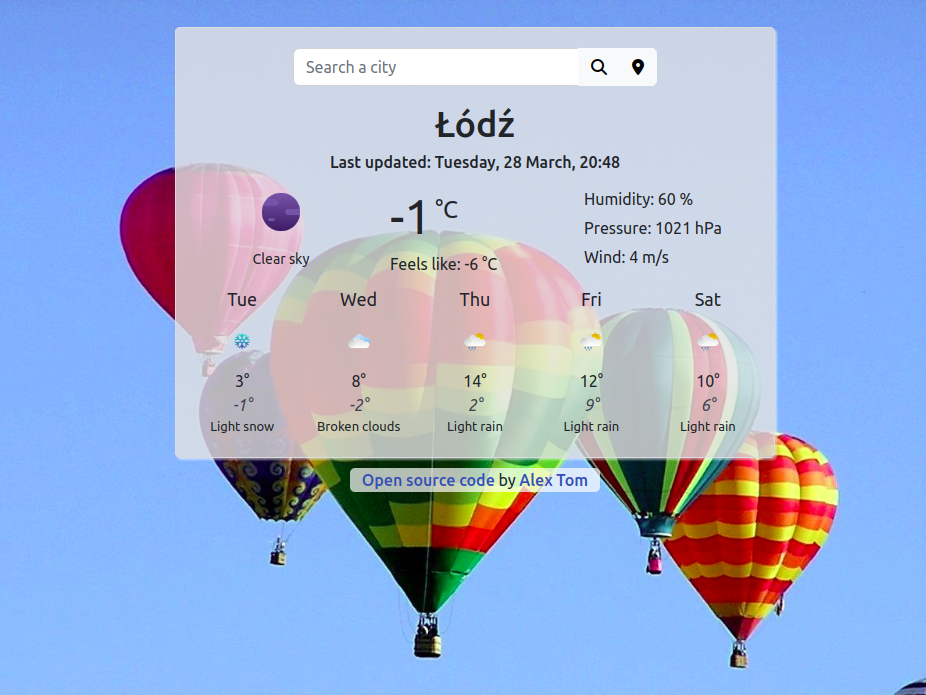 Search a city
Łódź
Last updated: Tuesday, 28 March, 20:48
-1 °C
Clear sky
Feels like: -6 °C
Humidity: 60 %
Pressure: 1021 hPa
Wind: 4 m/s
Tue Wed Thu Fri Sat
3° 8° 14° 12° 10°
-1° -2° 2° 9° 6°
Light snow Broken clouds Light rain Light rain Light rain
Open source code by Alex Tom